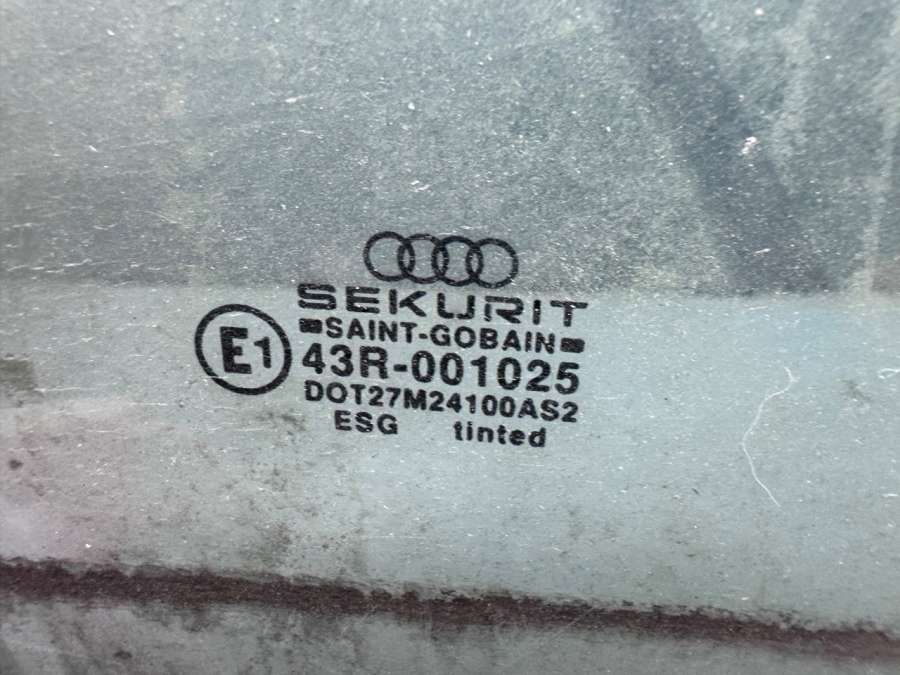 SEKURIT
SAINT-GOBAIN
E1
43R-001025
DOT27M24100AS2
ESG tinted